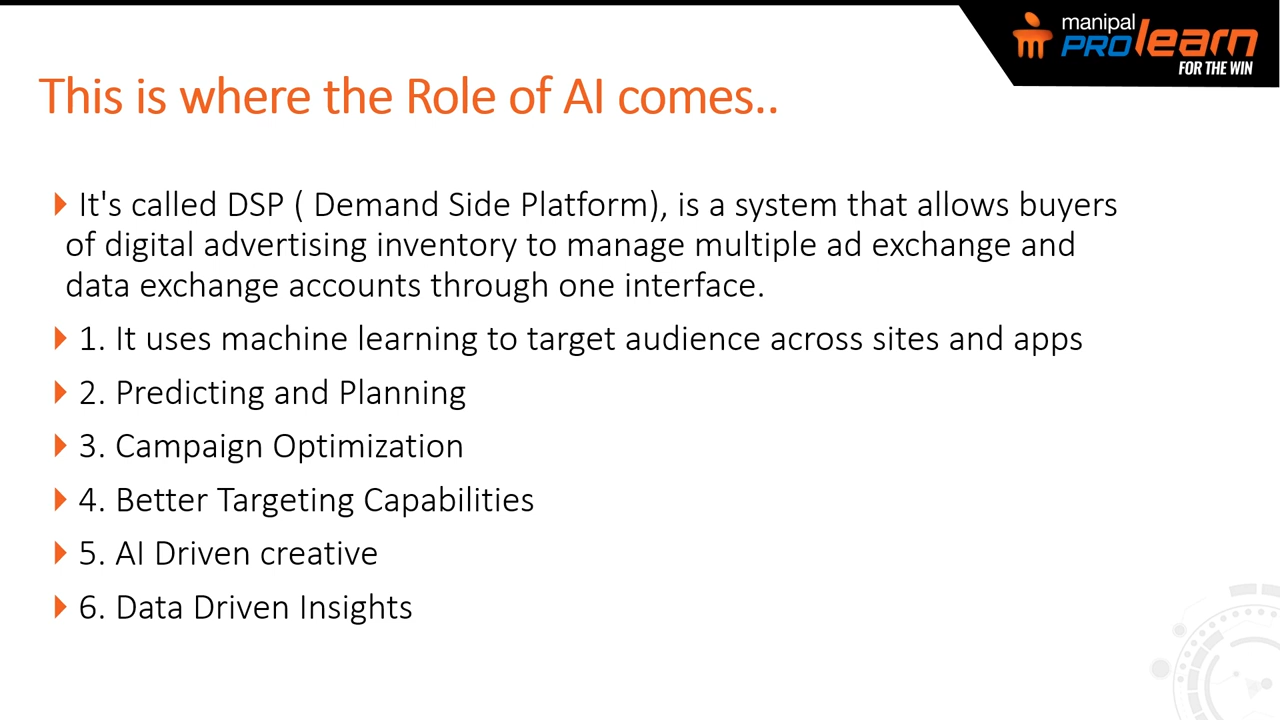 manipal
PROlearn
FOR THE WIN
This is where the Role of AI comes..
It's called DSP ( Demand Side Platform), is a system that allows buyers
of digital advertising inventory to manage multiple ad exchange and
data exchange accounts through one interface.
1. It uses machine learning to target audience across sites and apps
2. Predicting and Planning
3. Campaign Optimization
4. Better Targeting Capabilities
5. AI Driven creative
6. Data Driven Insights